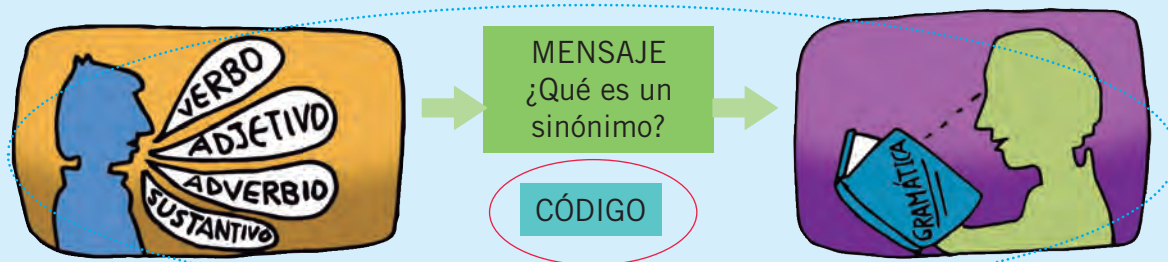 VERBO
ADJETIVO
ADVERBIO
SUSTANTIVO
MENSAJE
¿Qué es un
sinónimo?
CÓDIGO
GRAMÁTICA